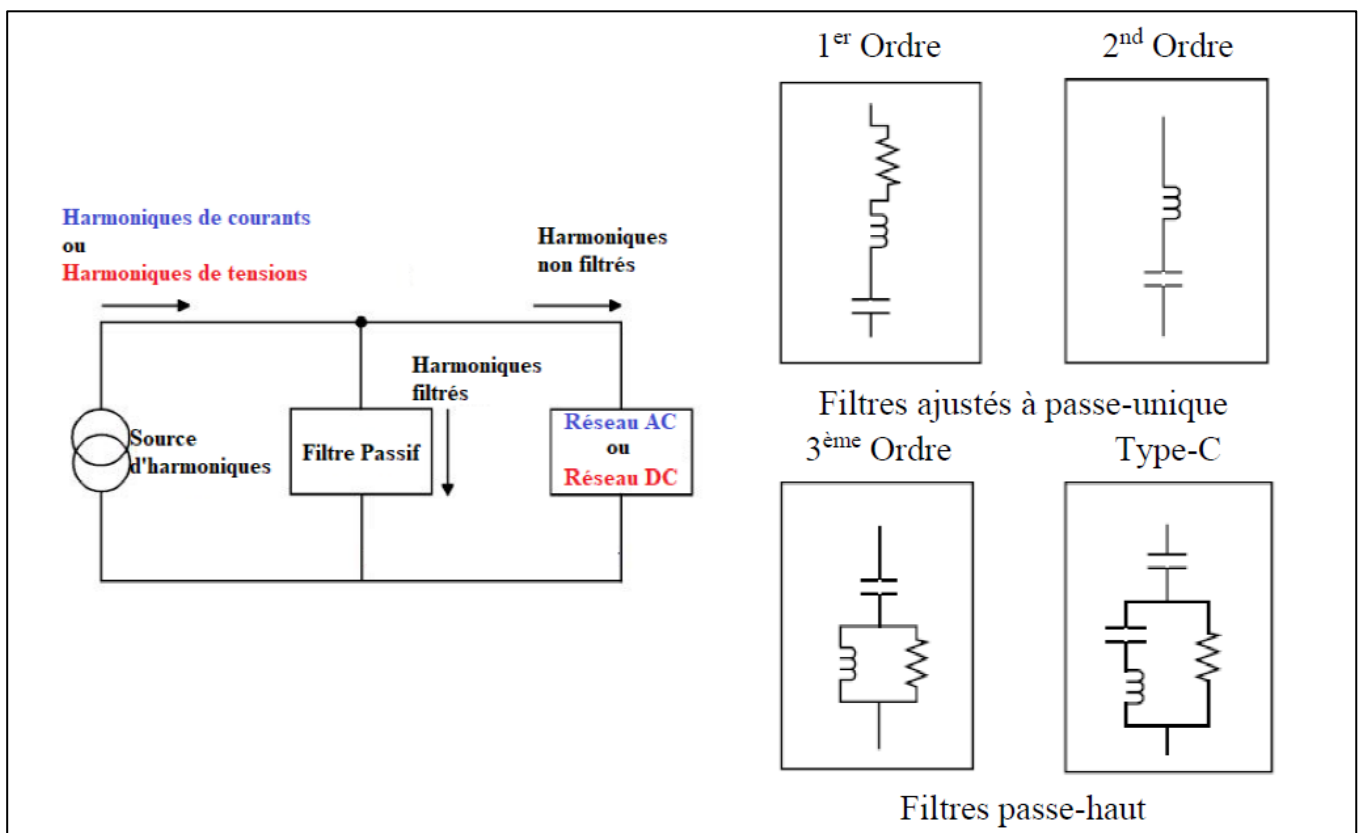 Harmoniques de courants
ou
Harmoniques de tensions
Harmoniques
non filtrés
Harmoniques
filtrés
Source
d'harmoniques
Filtre Passif
Réseau AC
ou
Réseau DC
1er Ordre
2nd Ordre
Filtres ajustés à passe-unique
3ème Ordre
Type-C
Filtres passe-haut